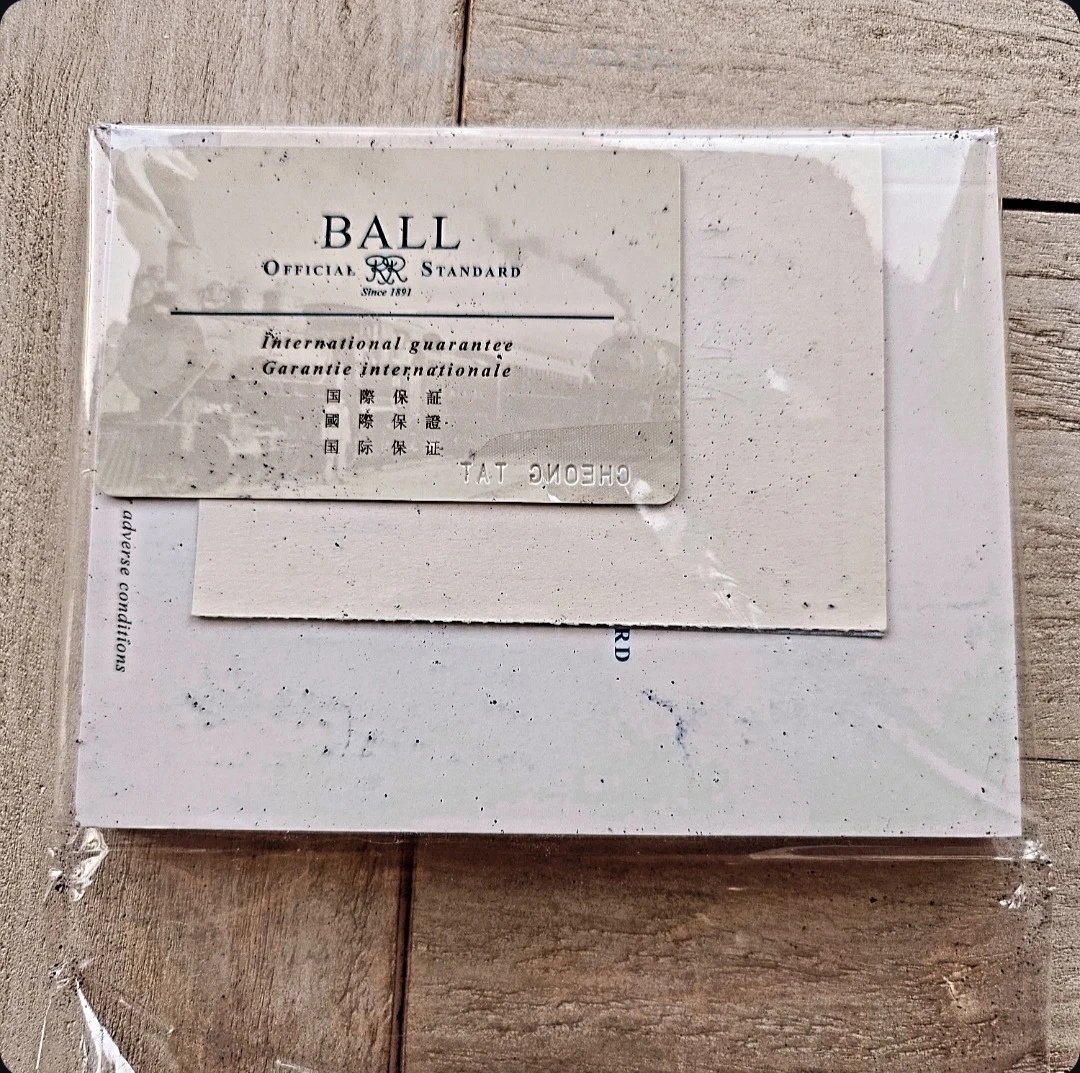 BALL
OFFICIAL RR STANDARD
Since 1891
International guarantee
Garantie internationale
国際保証
國際保證
国际保证
CHEONG TAT
adverse conditions
RD